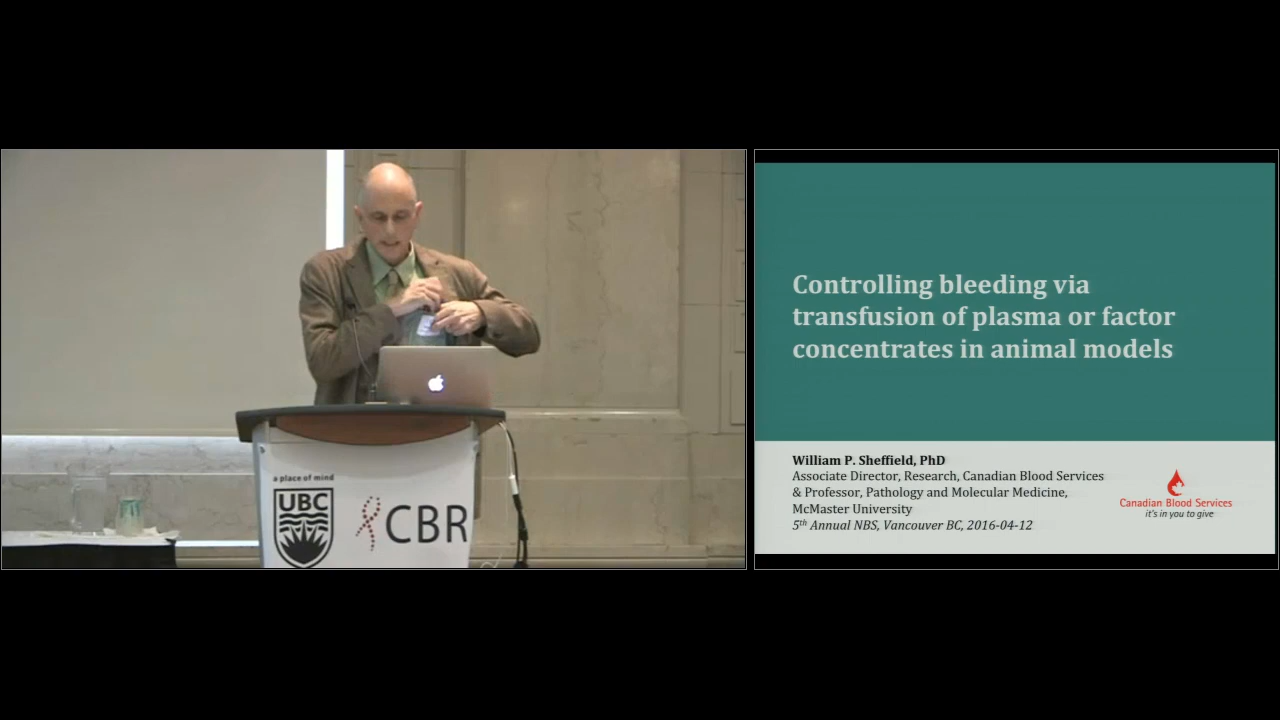 a place of mind
UBC
CBR
Controlling bleeding via
transfusion of plasma or factor
concentrates in animal models
William P. Sheffield, PhD
Associate Director, Research, Canadian Blood Services
& Professor, Pathology and Molecular Medicine,
McMaster University
5th Annual NBS, Vancouver BC, 2016-04-12
Canadian Blood Services
it's in you to give